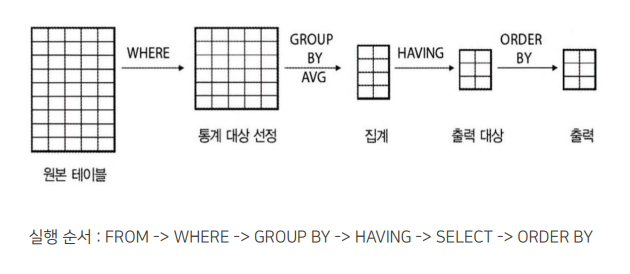 WHERE
GROUP
BY
AVG
HAVING
ORDER
BY
원본 테이블
통계 대상 선정
집계
출력 대상
출력
실행 순서 : FROM -> WHERE -> GROUP BY -> HAVING -> SELECT -> ORDER BY